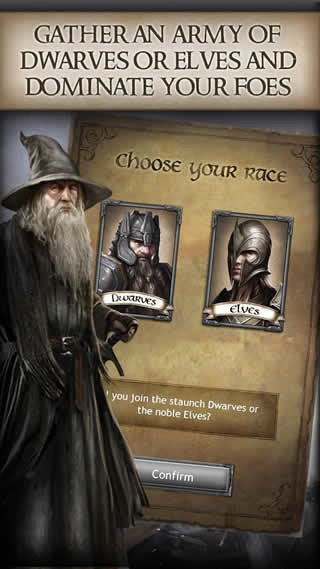 GATHER AN ARMY OF
DWARVES OR ELVES AND
DOMINATE YOUR FOES
CHOOSE YOUR RACE
DWARVES
ELVES
you join the staunch Dwarves or
the noble Elves?
Confirm